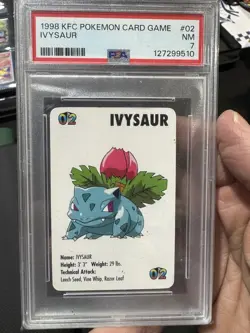 1998 KFC POKEMON CARD GAME #02
IVYSAUR NM
7
PSA 127299510
02 IVYSAUR
Name: IVYSAUR
Height: 3' 3" Weight: 29 lbs.
Technical Attack:
Leech Seed, Vine Whip, Razor Leaf
02